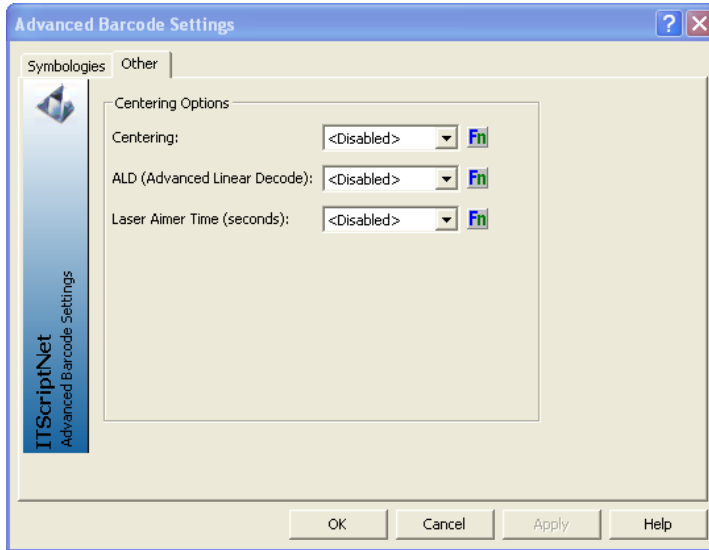 Advanced Barcode Settings
Symbologies Other
Centering Options
Centering: <Disabled> Fn
ALD (Advanced Linear Decode): <Disabled> Fn
Laser Aimer Time (seconds): <Disabled> Fn
ITScriptNet
Advanced Barcode Settings
OK Cancel Apply Help